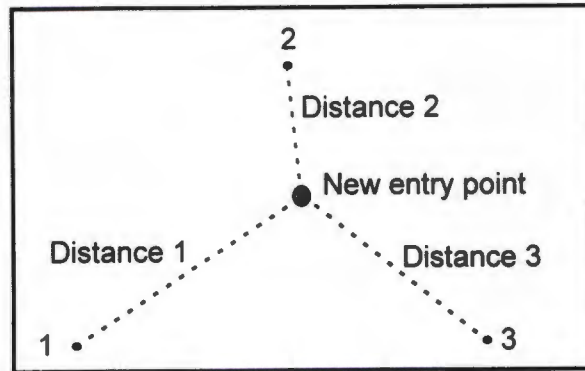 2
Distance 2
New entry point
Distance 1
Distance 3
1
3